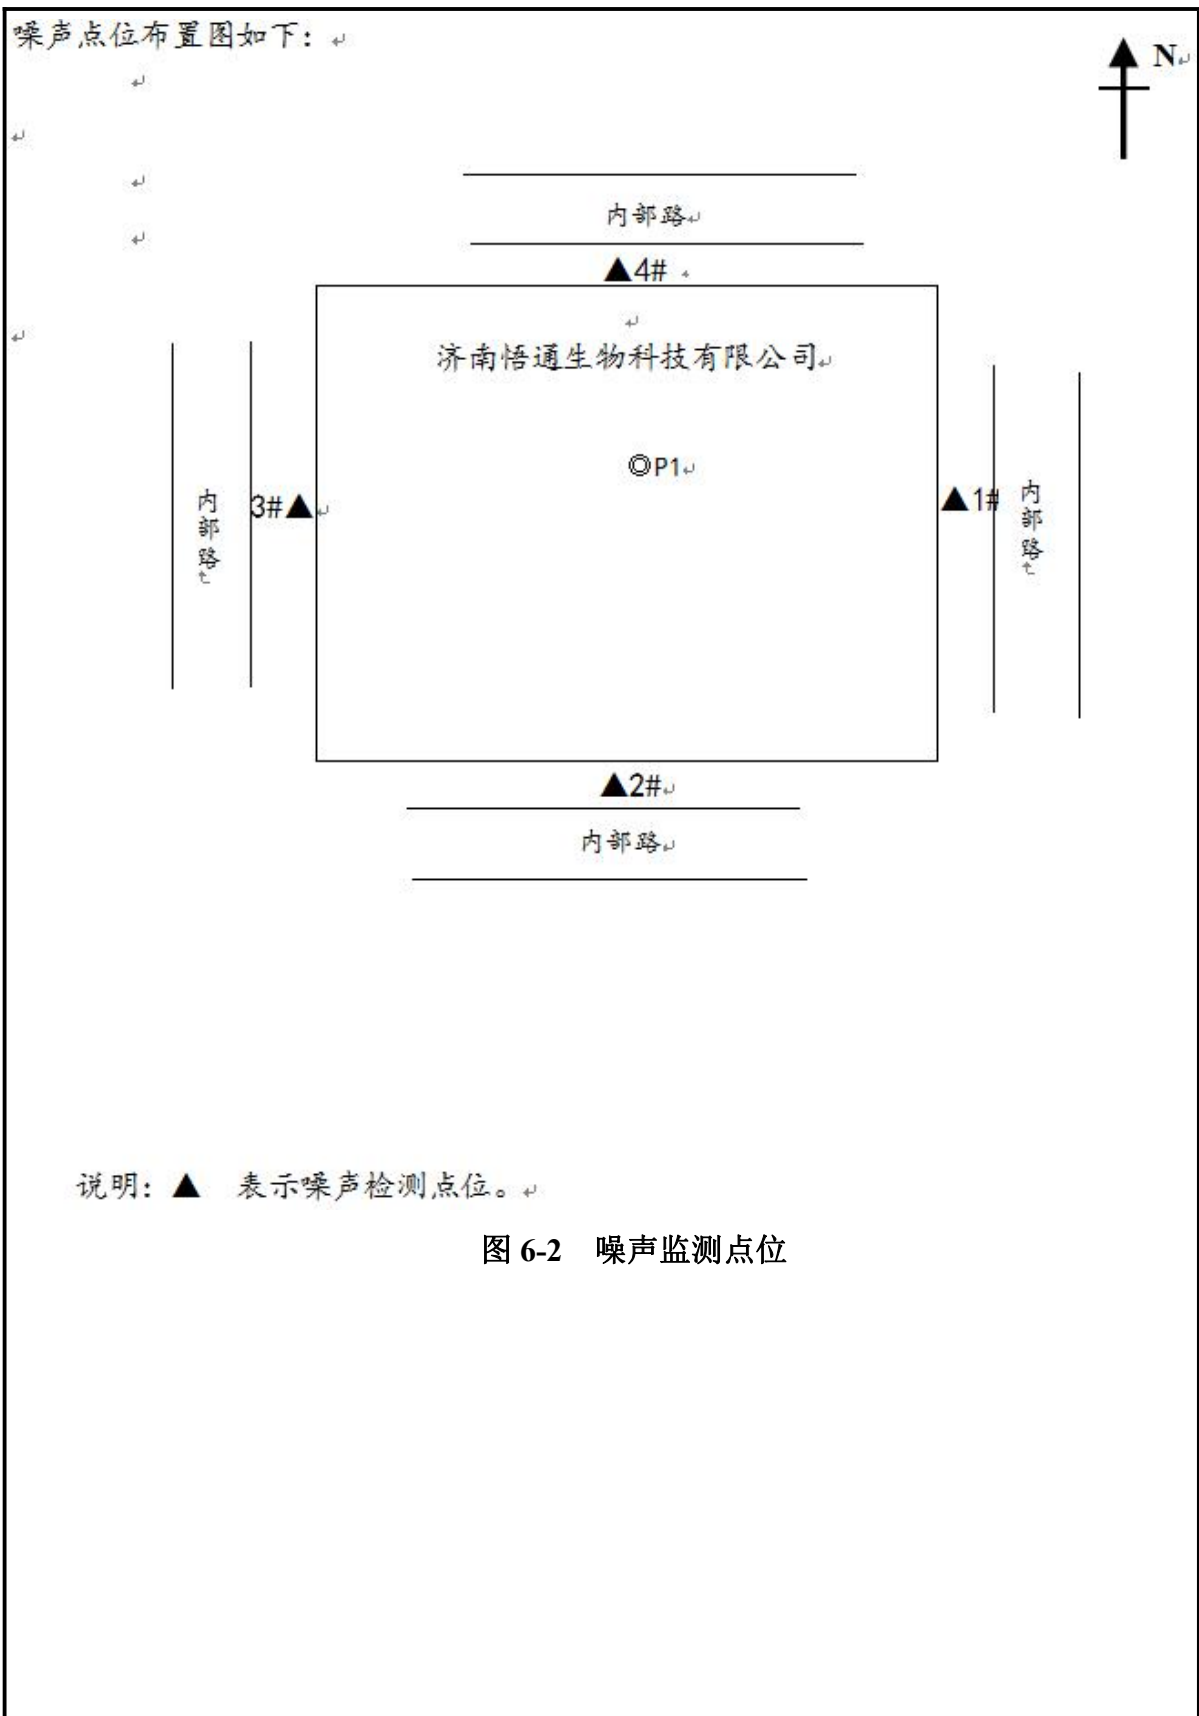 噪声点位布置图如下：
N
内部路
▲4#
济南悟通生物科技有限公司
◎P1
内部路
3#▲
▲1#
内部路
▲2#
内部路
说明：▲ 表示噪声检测点位。
图 6-2 噪声监测点位